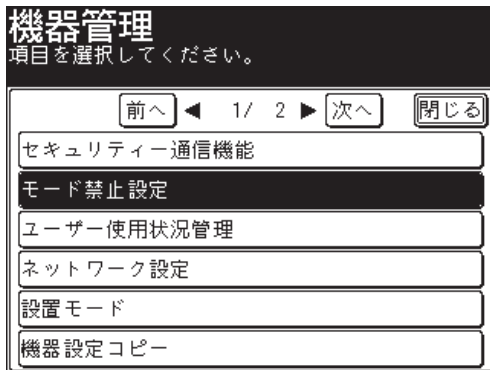 機器管理
項目を選択してください。
前へ ◀ 1/ 2 ▶ 次へ 閉じる
セキュリティー通信機能
モード禁止設定
ユーザー使用状況管理
ネットワーク設定
設置モード
機器設定コピー